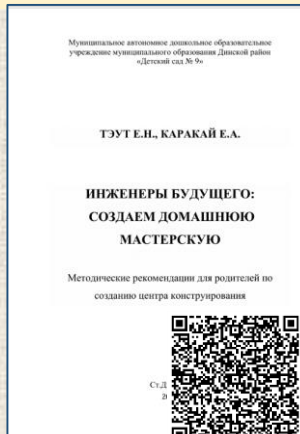 Муниципальное автономное дошкольное образовательное
учреждение муниципального образования Динской район
«Детский сад № 9»
ТЭУТ Е.Н., КАРАКАЙ Е.А.
ИНЖЕНЕРЫ БУДУЩЕГО:
СОЗДАЕМ ДОМАШНЮЮ
МАСТЕРСКУЮ
Методические рекомендации для родителей по
созданию центра конструирования
Ст.Д